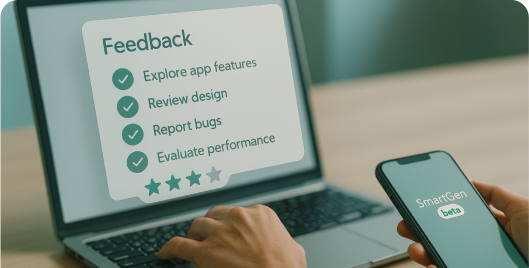 Feedback
Explore app features
Review design
Report bugs
Evaluate performance
SmartGen
beta